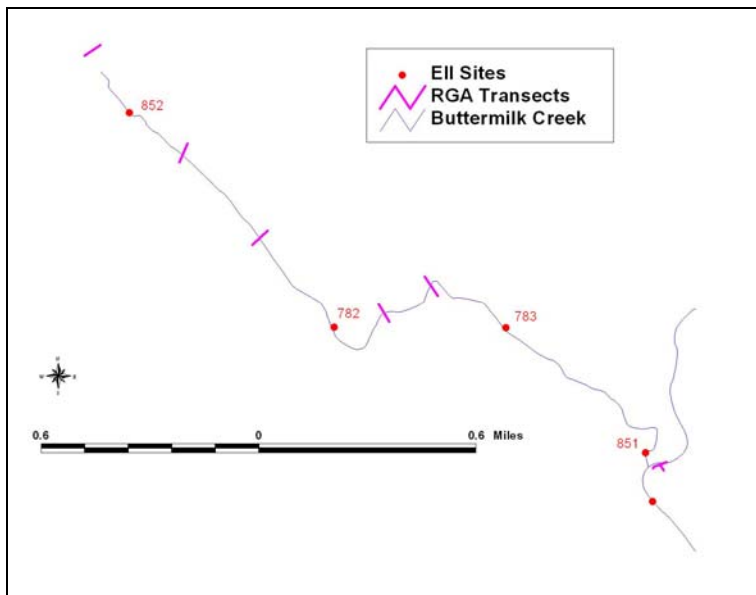 EII Sites
RGA Transects
Buttermilk Creek
852
782
783
851
0.6 0 0.6 Miles